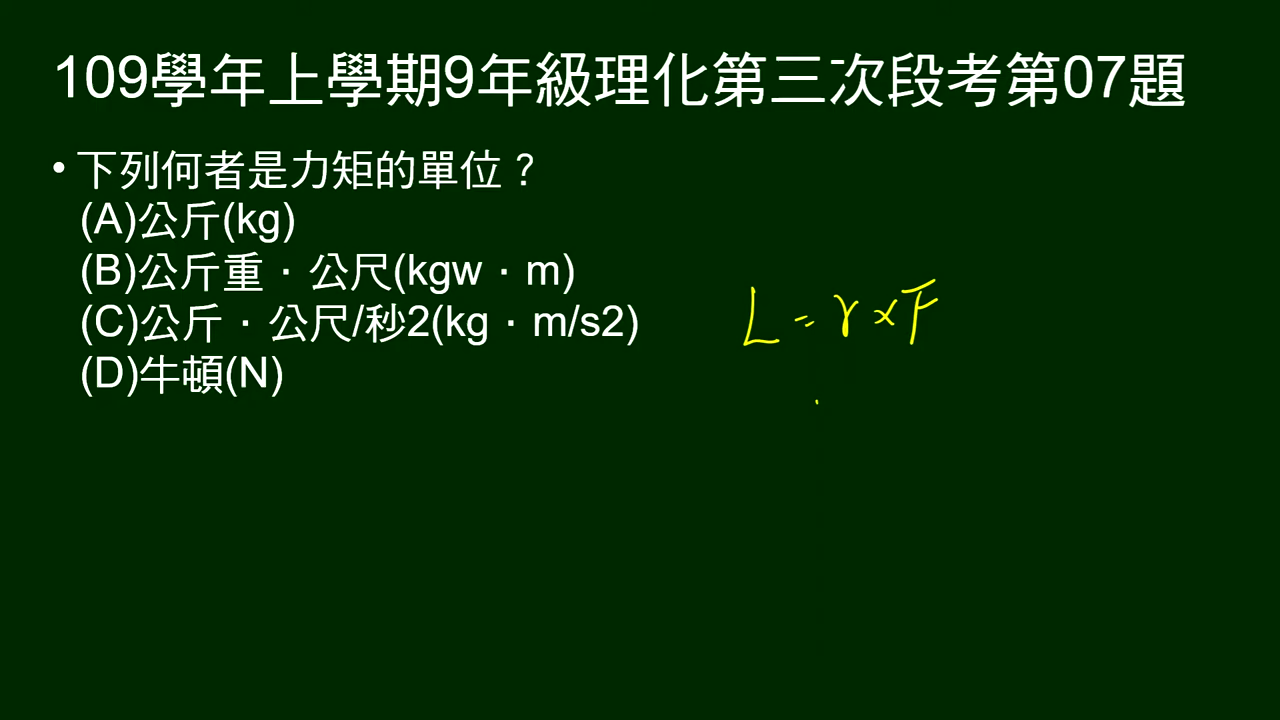 109學年上學期9年級理化第三次段考第07題
• 下列何者是力矩的單位？
(A)公斤(kg)
(B)公斤重．公尺(kgw．m)
(C)公斤．公尺/秒2(kg．m/s2)
L = r × F
(D)牛頓(N)